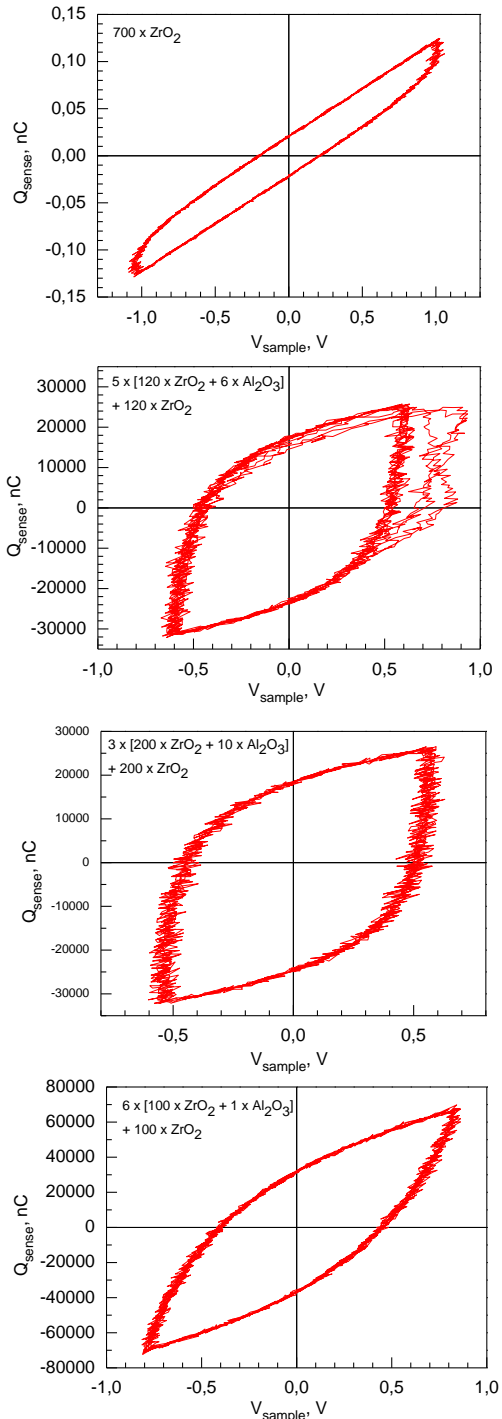 0,15
700 x ZrO2
0,10
0,05
0,00
-0,05
-0,10
-0,15
Qsense, nC
-1,0 -0,5 0,0 0,5 1,0
Vsample, V
30000
5 x [120 x ZrO2 + 6 x Al2O3]
+ 120 x ZrO2
20000
10000
0
-10000
-20000
-30000
Qsense, nC
-1,0 -0,5 0,0 0,5 1,0
Vsample, V
30000
3 x [200 x ZrO2 + 10 x Al2O3]
+ 200 x ZrO2
20000
10000
0
-10000
-20000
-30000
Qsense, nC
-0,5 0,0 0,5
Vsample, V
80000
6 x [100 x ZrO2 + 1 x Al2O3]
+ 100 x ZrO2
60000
40000
20000
0
-20000
-40000
-60000
-80000
Qsense, nC
-1,0 -0,5 0,0 0,5 1,0
Vsample, V